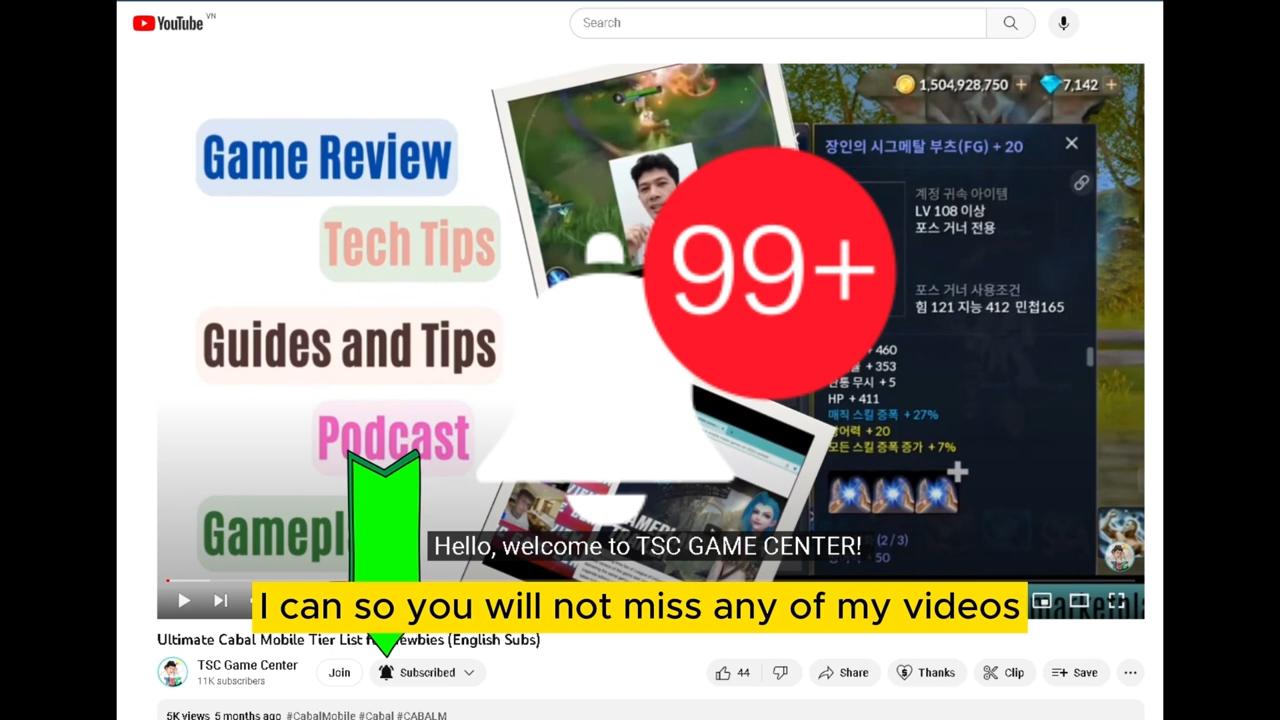 YouTube VN
Search
1,504,928,750 +
7,142 +
Game Review
Tech Tips
Guides and Tips
Podcast
장인의 시그메탈 부츠(FG) + 20
계정 귀속 아이템
LV 108 이상
포스 거너 전용
포스 거너 사용조건
힘 121 지능 412 민첩165
99+
+460
+353
무시 +5
HP +411
매직 스킬 증폭 +27%
+20
모든 스킬 증폭 증가 +7%
(2/3)
+50
Hello, welcome to TSC GAME CENTER!
I can so you will not miss any of my videos
Ultimate Cabal Mobile Tier List Newbies (English Subs)
TSC Game Center
11K subscribers
Join
Subscribed
44
Share
Thanks
Clip
Save
5K views 5 months ago #CabalMobile #Cabal #CABALM